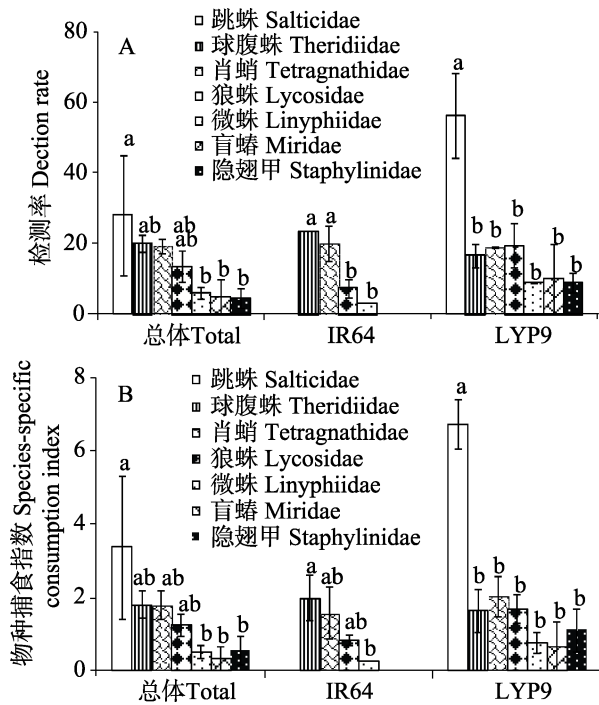 跳蛛 Salticidae
球腹蛛 Theridiidae
肖蛸 Tetragnathidae
狼蛛 Lycosidae
微蛛 Linyphiidae
盲蝽 Miridae
隐翅甲 Staphylinidae
A
检测率 Dection rate
80
60
40
20
0
a
ab
ab
ab
b
b
b
a
a
b
b
a
b
b
b
b
b
b
总体Total
IR64
LYP9
跳蛛 Salticidae
球腹蛛 Theridiidae
肖蛸 Tetragnathidae
狼蛛 Lycosidae
微蛛 Linyphiidae
盲蝽 Miridae
隐翅甲 Staphylinidae
B
物种捕食指数 Species-specific
consumption index
8
6
4
2
0
a
ab
ab
ab
b
b
b
a
ab
ab
b
a
b
b
b
b
b
b
总体Total
IR64
LYP9